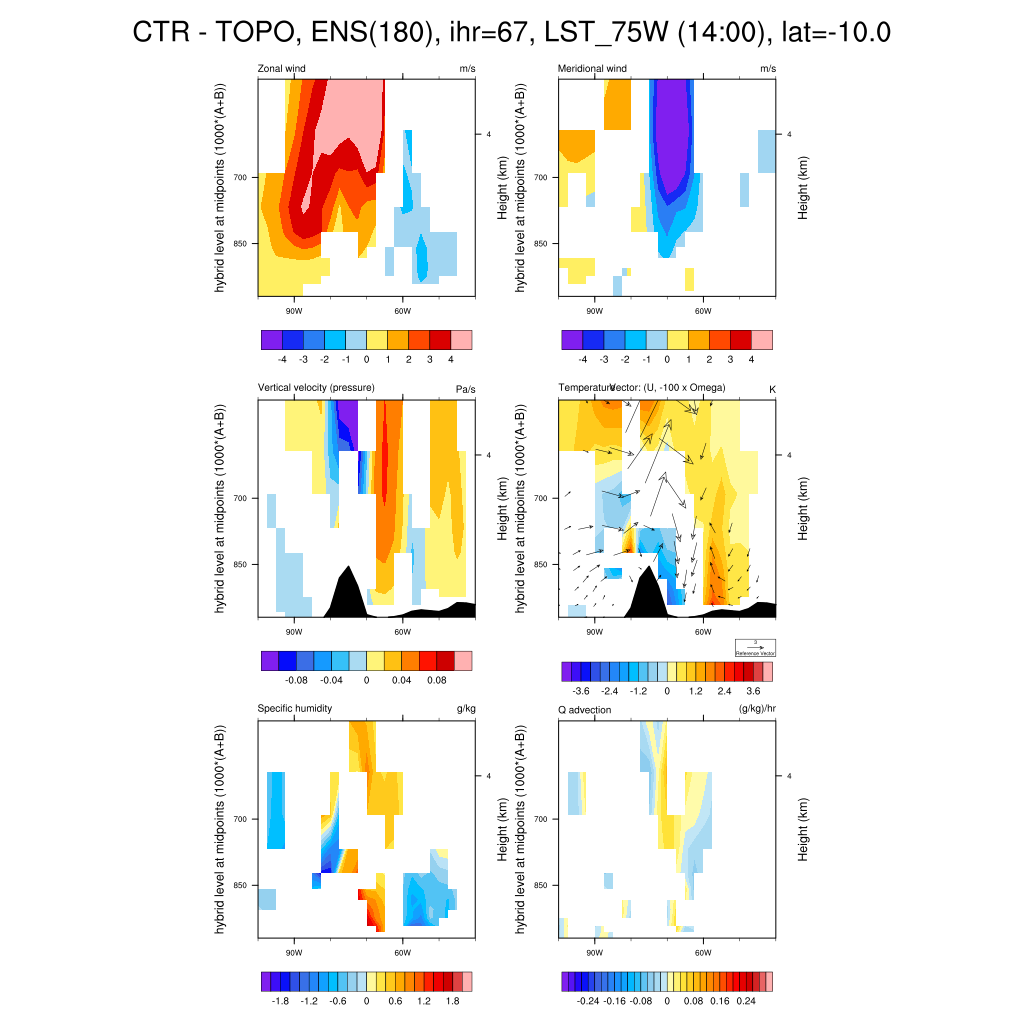 CTR - TOPO, ENS(180), ihr=67, LST_75W (14:00), lat=-10.0
Zonal wind m/s
hybrid level at midpoints (1000*(A+B))
700
850
4
Height (km)
90W 60W
-4 -3 -2 -1 0 1 2 3 4
Meridional wind m/s
hybrid level at midpoints (1000*(A+B))
700
850
4
Height (km)
90W 60W
-4 -3 -2 -1 0 1 2 3 4
Vertical velocity (pressure) Pa/s
hybrid level at midpoints (1000*(A+B))
700
850
4
Height (km)
90W 60W
-0.08 -0.04 0 0.04 0.08
Temperature Vector: (U, -100 x Omega) K
hybrid level at midpoints (1000*(A+B))
700
850
4
Height (km)
90W 60W
3
Reference Vector
-3.6 -2.4 -1.2 0 1.2 2.4 3.6
Specific humidity g/kg
hybrid level at midpoints (1000*(A+B))
700
850
4
Height (km)
90W 60W
-1.8 -1.2 -0.6 0 0.6 1.2 1.8
Q advection (g/kg)/hr
hybrid level at midpoints (1000*(A+B))
700
850
4
Height (km)
90W 60W
-0.24 -0.16 -0.08 0 0.08 0.16 0.24